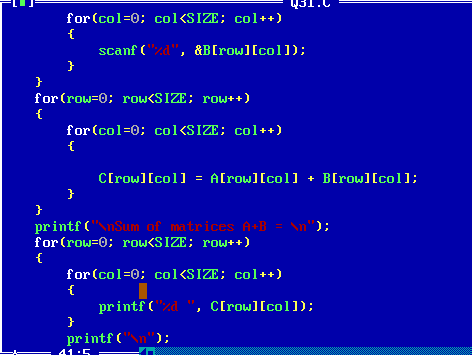 Q31.C
for(col=0; col<SIZE; col++)
{
scanf("%d", &B[row][col]);
}
}
for(row=0; row<SIZE; row++)
{
for(col=0; col<SIZE; col++)
{
C[row][col] = A[row][col] + B[row][col];
}
}
printf("\nSum of matrices A+B = \n");
for(row=0; row<SIZE; row++)
{
for(col=0; col<SIZE; col++)
{
printf("%d ", C[row][col]);
}
printf("\n");
41:5